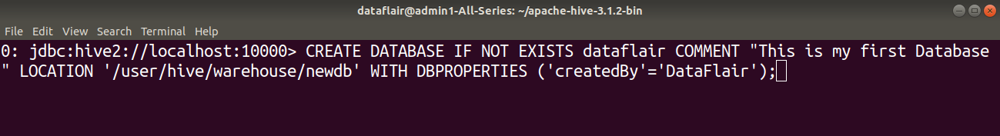 dataflair@admin1-All-Series: ~/apache-hive-3.1.2-bin
File Edit View Search Terminal Help
0: jdbc:hive2://localhost:10000> CREATE DATABASE IF NOT EXISTS dataflair COMMENT "This is my first Database
" LOCATION '/user/hive/warehouse/newdb' WITH DBPROPERTIES ('createdBy'='DataFlair');